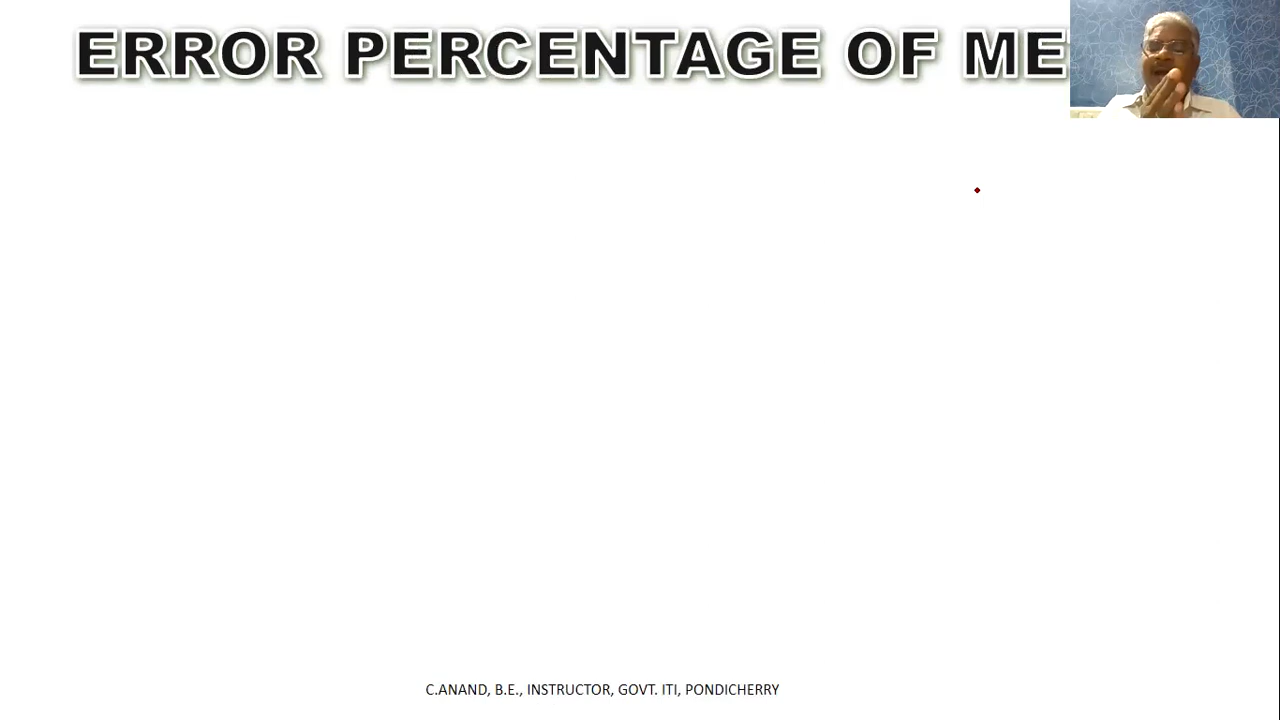 ERROR PERCENTAGE OF ME
C.ANAND, B.E., INSTRUCTOR, GOVT. ITI, PONDICHERRY